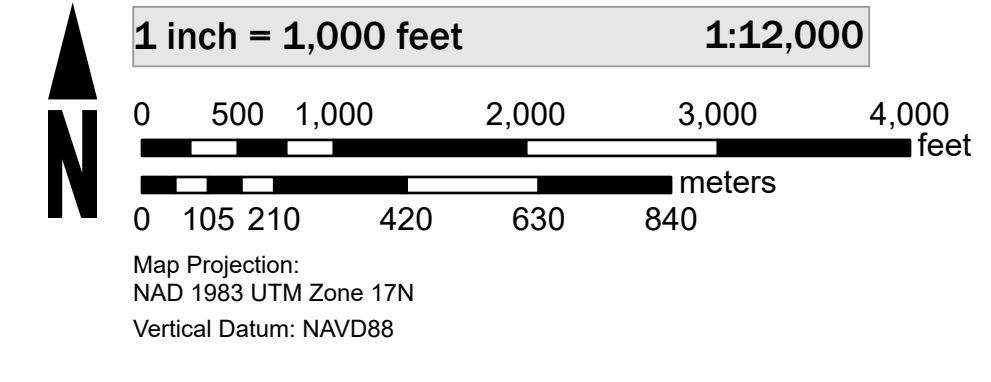 1 inch = 1,000 feet 1:12,000
0 500 1,000 2,000 3,000 4,000
feet
meters
0 105 210 420 630 840
N
Map Projection:
NAD 1983 UTM Zone 17N
Vertical Datum: NAVD88